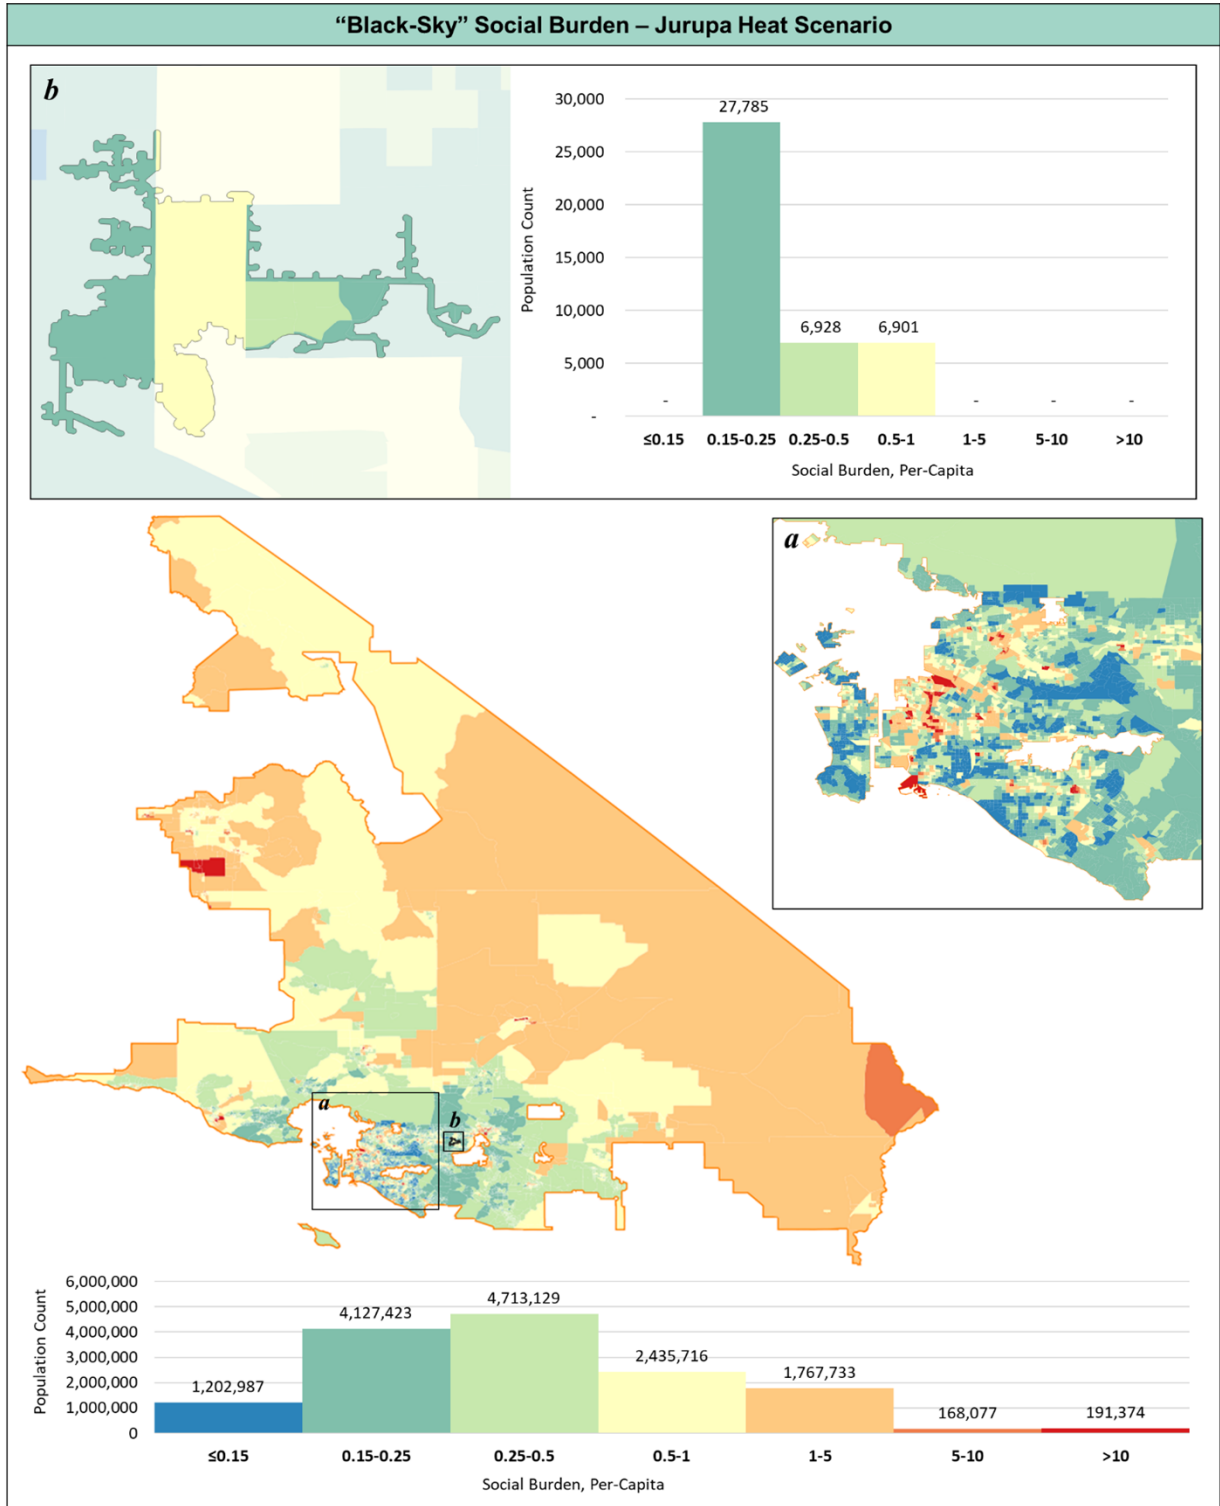 “Black-Sky” Social Burden – Jurupa Heat Scenario
b
30,000
25,000
20,000
15,000
10,000
5,000
-
Population Count
-
27,785
6,928
6,901
-
-
-
≤0.15 0.15-0.25 0.25-0.5 0.5-1 1-5 5-10 >10
Social Burden, Per-Capita
a
a
b
6,000,000
5,000,000
4,000,000
3,000,000
2,000,000
1,000,000
0
Population Count
1,202,987
4,127,423
4,713,129
2,435,716
1,767,733
168,077
191,374
≤0.15 0.15-0.25 0.25-0.5 0.5-1 1-5 5-10 >10
Social Burden, Per-Capita